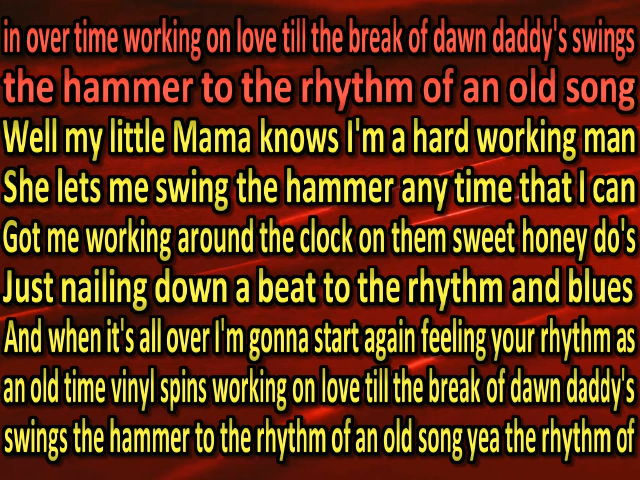 in over time working on love till the break of dawn daddy's swings
the hammer to the rhythm of an old song
Well my little Mama knows I'm a hard working man
She lets me swing the hammer any time that I can
Got me working around the clock on them sweet honey do's
Just nailing down a beat to the rhythm and blues
And when it's all over I'm gonna start again feeling your rhythm as
an old time vinyl spins working on love till the break of dawn daddy's
swings the hammer to the rhythm of an old song yea the rhythm of